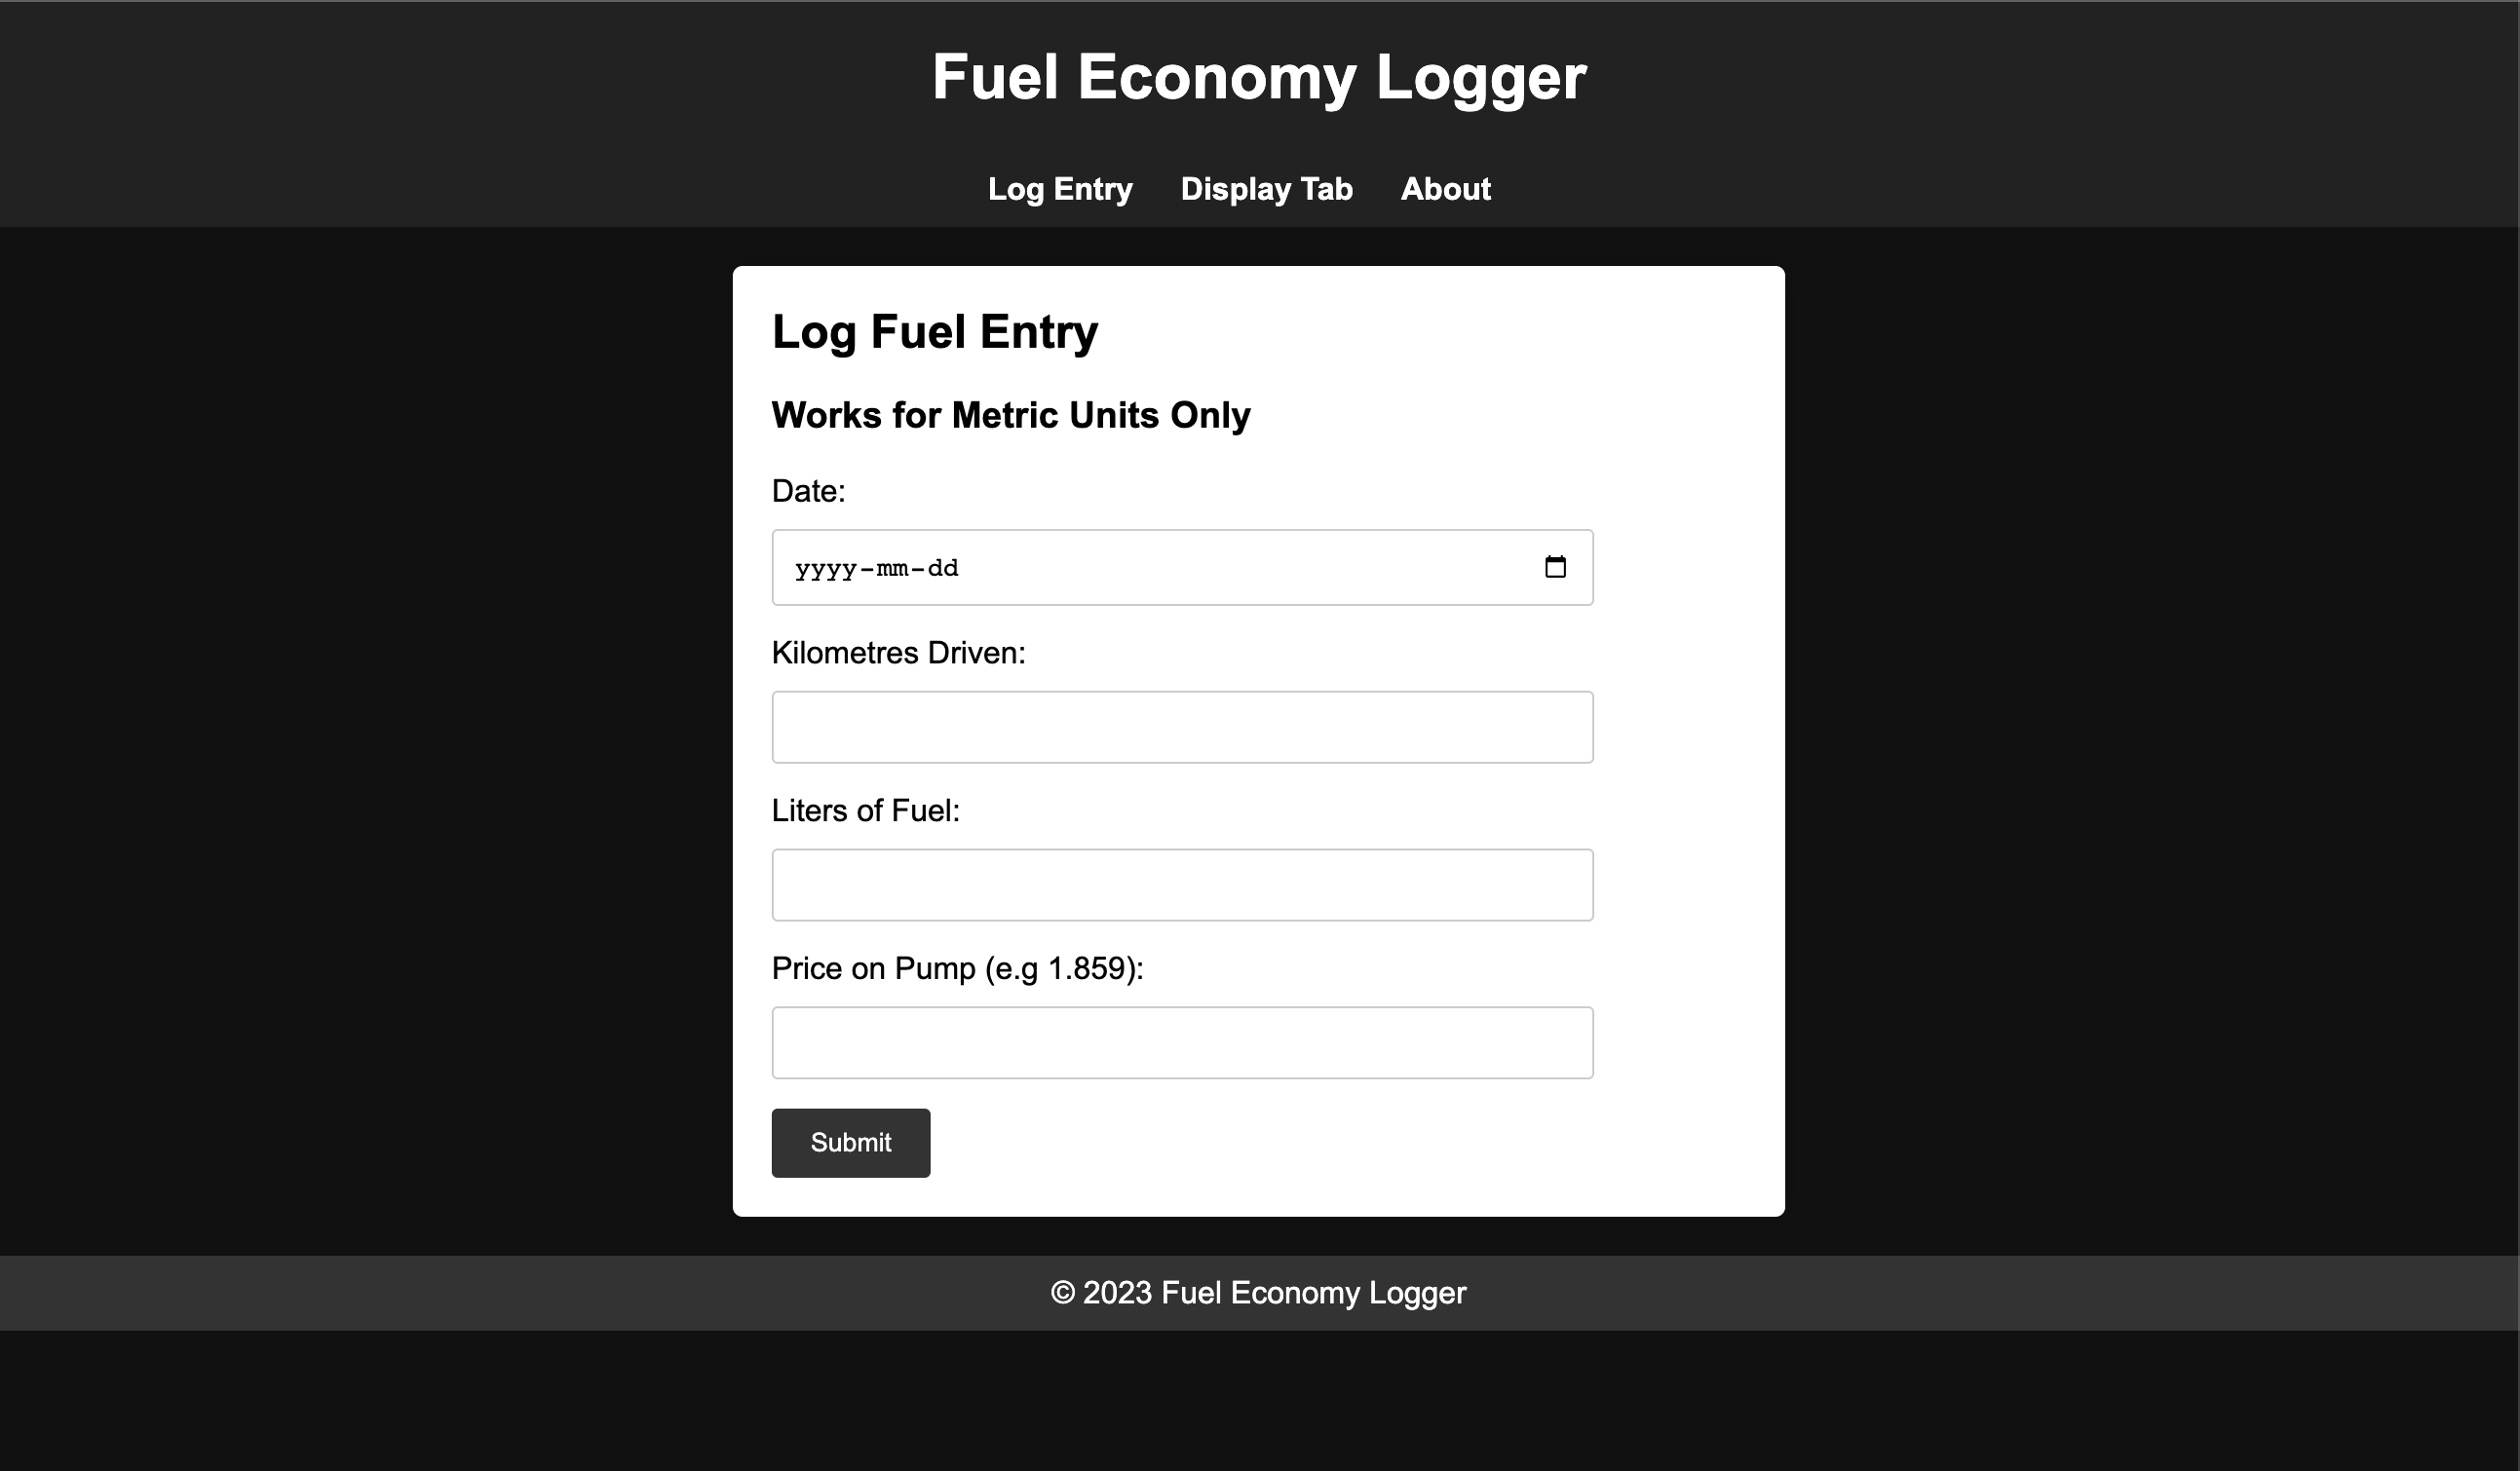 Fuel Economy Logger
Log Entry Display Tab About
Log Fuel Entry
Works for Metric Units Only
Date:
yyyy-mm-dd
Kilometres Driven:
Liters of Fuel:
Price on Pump (e.g 1.859):
Submit
© 2023 Fuel Economy Logger